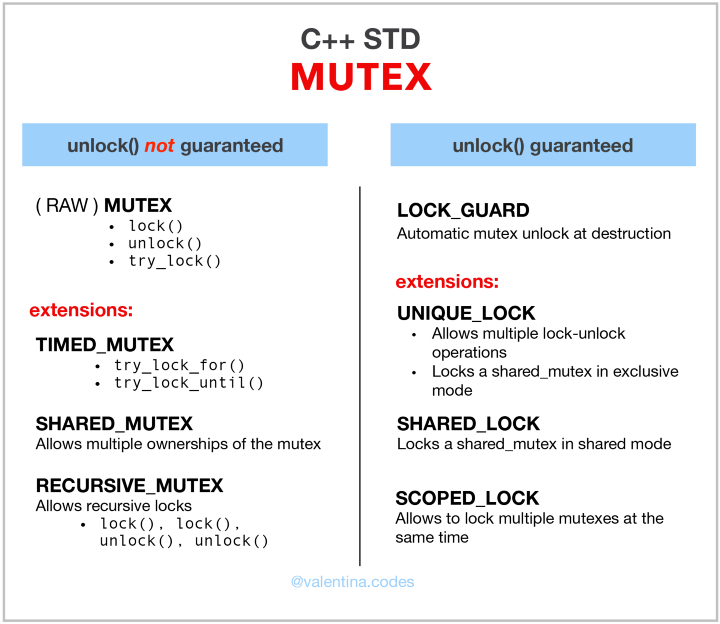 C++ STD
MUTEX
unlock() not guaranteed
( RAW ) MUTEX
• lock()
• unlock()
• try_lock()
extensions:
TIMED_MUTEX
• try_lock_for()
• try_lock_until()
SHARED_MUTEX
Allows multiple ownerships of the mutex
RECURSIVE_MUTEX
Allows recursive locks
• lock(), lock(),
unlock(), unlock()
unlock() guaranteed
LOCK_GUARD
Automatic mutex unlock at destruction
extensions:
UNIQUE_LOCK
• Allows multiple lock-unlock
operations
• Locks a shared_mutex in exclusive
mode
SHARED_LOCK
Locks a shared_mutex in shared mode
SCOPED_LOCK
Allows to lock multiple mutexes at the
same time
@valentina.codes